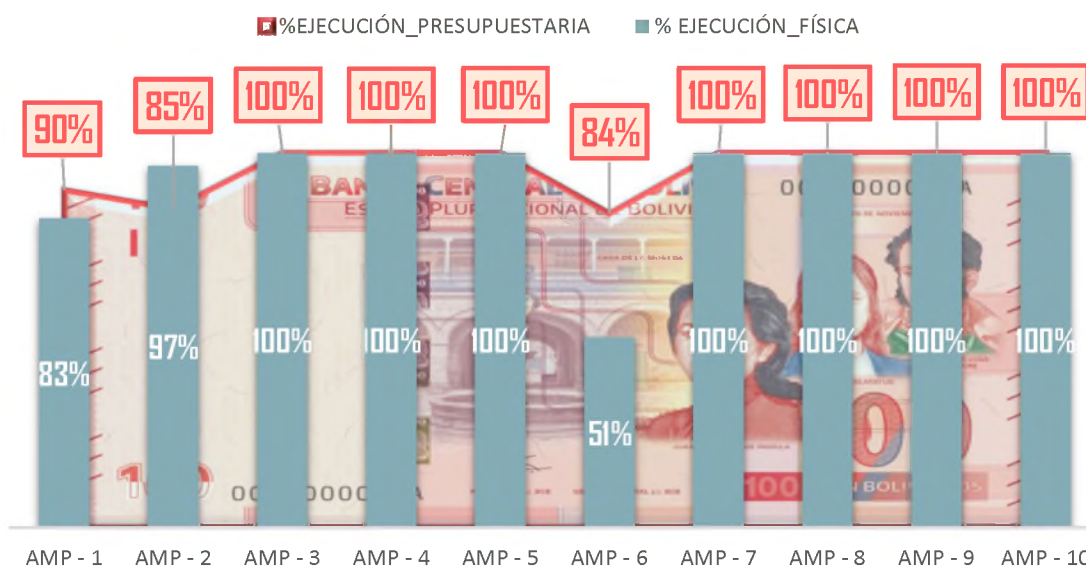 %EJECUCIÓN_PRESUPUESTARIA % EJECUCIÓN_FÍSICA
90% 85% 100% 100% 100% 84% 100% 100% 100% 100%
83% 97% 100% 100% 100% 51% 100% 100% 100% 100%
AMP - 1 AMP - 2 AMP - 3 AMP - 4 AMP - 5 AMP - 6 AMP - 7 AMP - 8 AMP - 9 AMP - 10